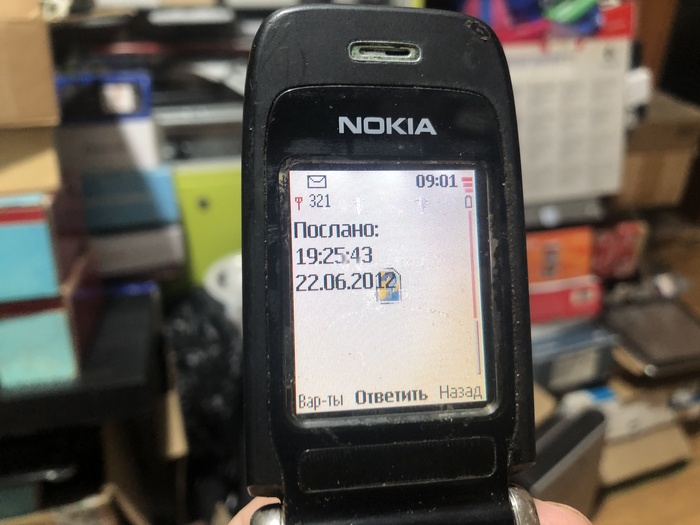 NOKIA
09:01
321
Послано:
19:25:43
22.06.2012
Вар-ты Ответить Назад